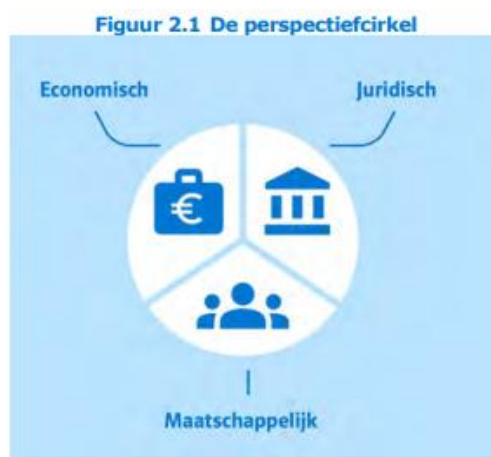 Figuur 2.1 De perspectiefcirkel
Economisch
Juridisch
€
Maatschappelijk